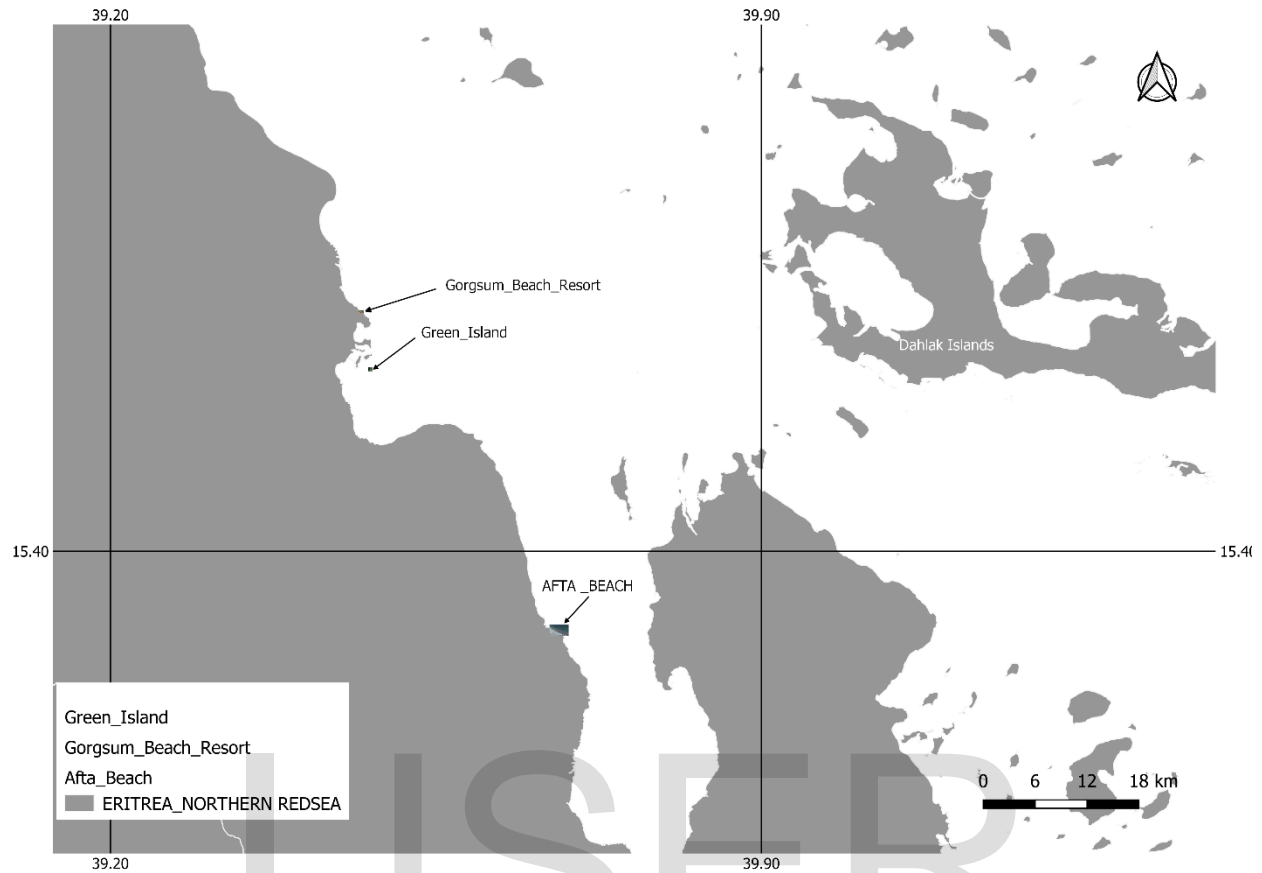 39.20
39.90
Gorgsum_Beach_Resort
Green_Island
Dahlak Islands
15.40
15.40
AFTA _BEACH
Green_Island
Gorgsum_Beach_Resort
Afta_Beach
ERITREA_NORTHERN REDSEA
0 6 12 18 km
IJSER
39.20
39.90